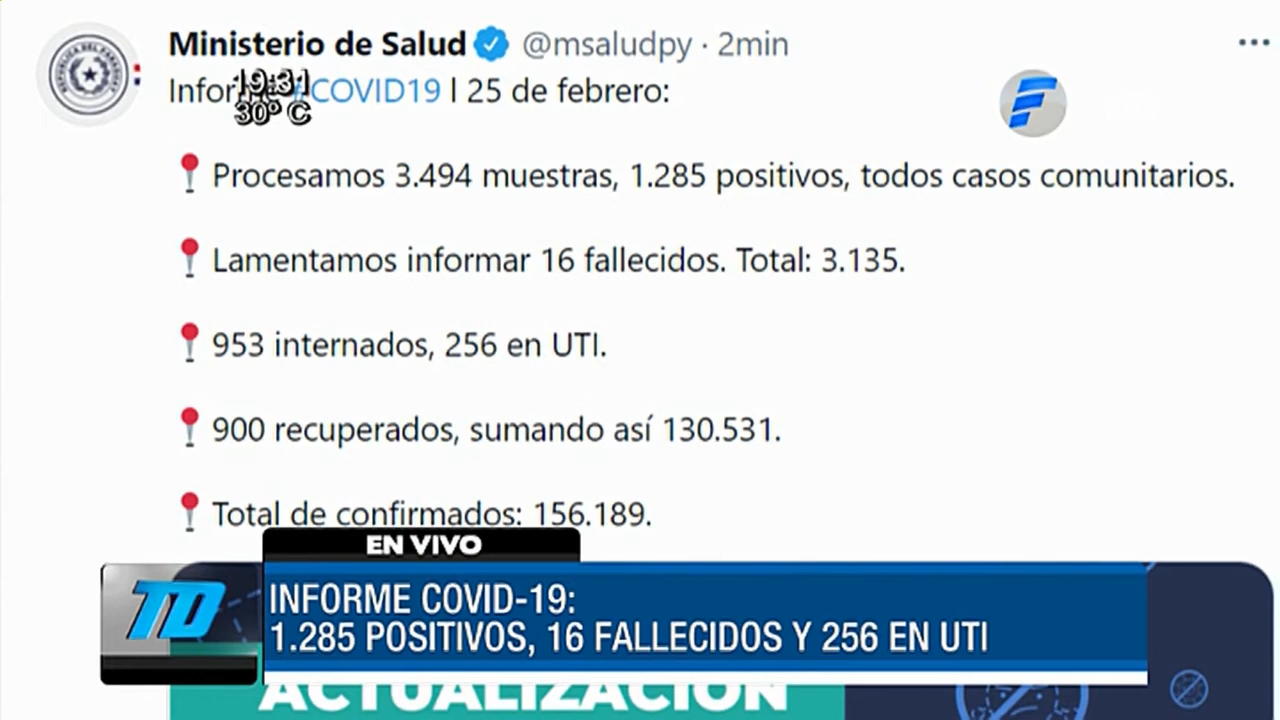 Ministerio de Salud @msaludpy · 2min
Informe #COVID19 l 25 de febrero:
19:31
30º C
Procesamos 3.494 muestras, 1.285 positivos, todos casos comunitarios.
Lamentamos informar 16 fallecidos. Total: 3.135.
953 internados, 256 en UTI.
900 recuperados, sumando así 130.531.
Total de confirmados: 156.189.
EN VIVO
TD
INFORME COVID-19:
1.285 POSITIVOS, 16 FALLECIDOS Y 256 EN UTI
ACTUALIZACIÓN